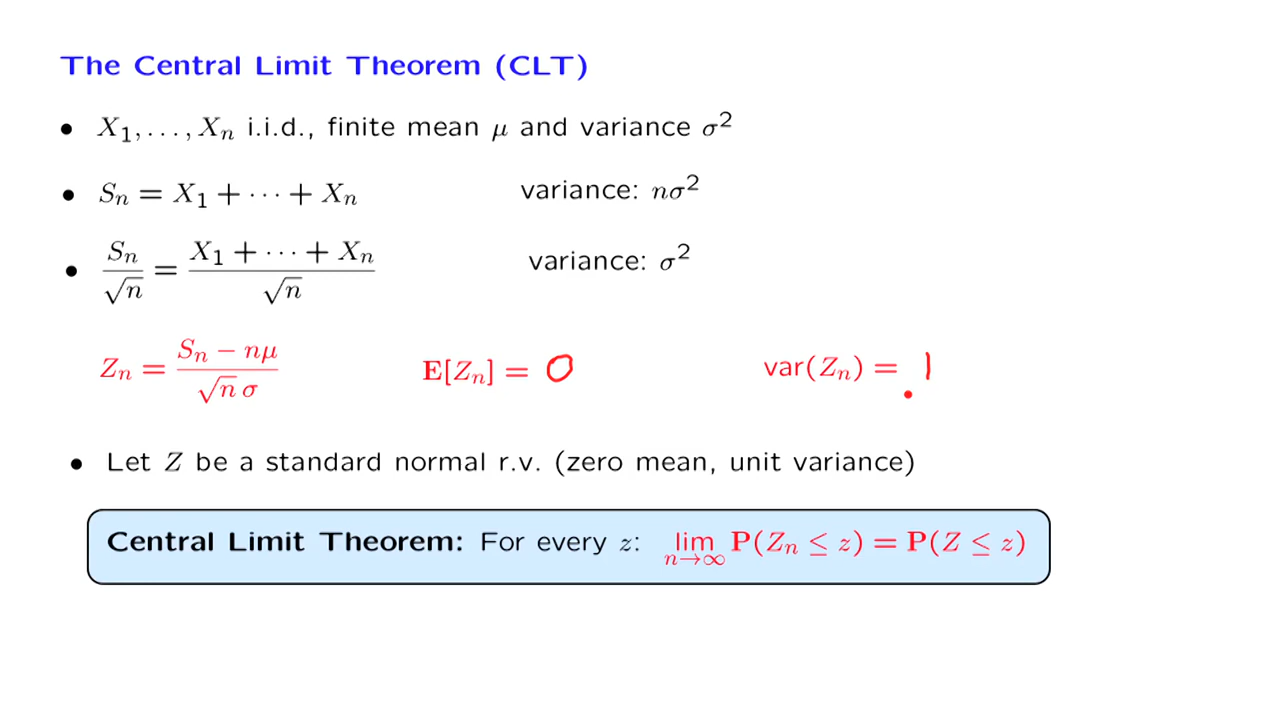 The Central Limit Theorem (CLT)
• X₁, . . . , Xₙ i.i.d., finite mean μ and variance σ²
• Sₙ = X₁ + · · · + Xₙ variance: nσ²
• Sₙ/√n = (X₁ + · · · + Xₙ)/√n variance: σ²
Zₙ = (Sₙ − nμ)/(√n σ) E[Zₙ] = 0 var(Zₙ) = 1
• Let Z be a standard normal r.v. (zero mean, unit variance)
Central Limit Theorem: For every z: lim n→∞ P(Zₙ ≤ z) = P(Z ≤ z)